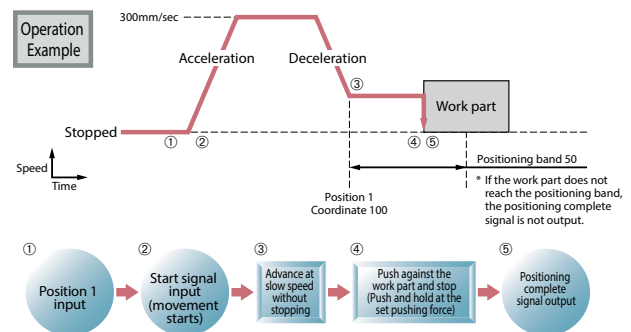 Operation
Example
300mm/sec
Acceleration
Deceleration
③
Work part
Stopped
①
②
④
⑤
Speed
Time
Positioning band 50
Position 1
Coordinate 100
* If the work part does not
reach the positioning band,
the positioning complete
signal is not output.
①
Position 1
input
②
Start signal
input
(movement
starts)
③
Advance at
slow speed
without
stopping
④
Push against the
work part and stop
(Push and hold at the
set pushing force)
⑤
Positioning
complete
signal output